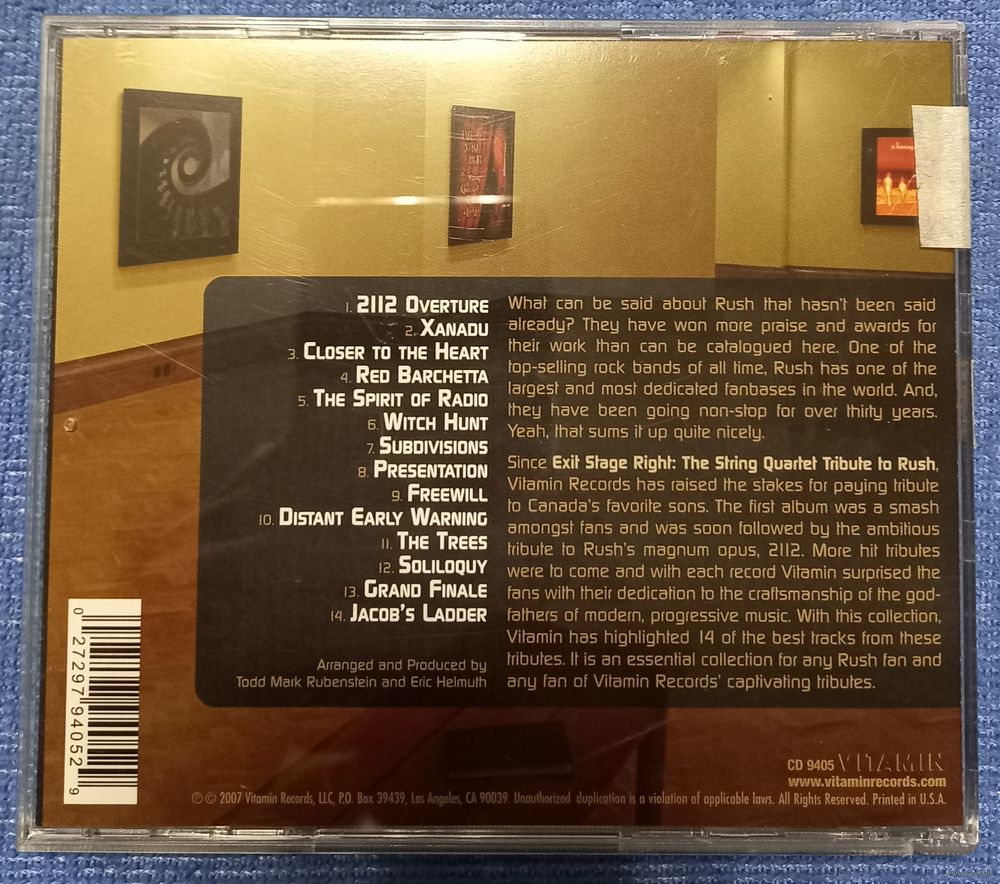 1. 2112 Overture
2. Xanadu
3. Closer to the Heart
4. Red Barchetta
5. The Spirit of Radio
6. Witch Hunt
7. Subdivisions
8. Presentation
9. Freewill
10. Distant Early Warning
11. The Trees
12. Soliloquy
13. Grand Finale
14. Jacob's Ladder
Arranged and Produced by
Todd Mark Rubenstein and Eric Helmuth
What can be said about Rush that hasn't been said
already? They have won more praise and awards for
their work than can be catalogued here. One of the
top-selling rock bands of all time, Rush has one of the
largest and most dedicated fanbases in the world. And,
they have been going non-stop for over thirty years.
Yeah, that sums it up quite nicely.
Since Exit Stage Right: The String Quartet Tribute to Rush,
Vitamin Records has raised the stakes for paying tribute
to Canada's favorite sons. The first album was a smash
amongst fans and was soon followed by the ambitious
tribute to Rush's magnum opus, 2112. More hit tributes
were to come and with each record Vitamin surprised the
fans with their dedication to the craftsmanship of the god-
fathers of modern, progressive music. With this collection,
Vitamin has highlighted 14 of the best tracks from these
tributes. It is an essential collection for any Rush fan and
any fan of Vitamin Records' captivating tributes.
0 27297 94052 9
CD 9405 VITAMIN
www.vitaminrecords.com
℗ © 2007 Vitamin Records, LLC, P.O. Box 39439, Los Angeles, CA 90039. Unauthorized duplication is a violation of applicable laws. All Rights Reserved. Printed in U.S.A.